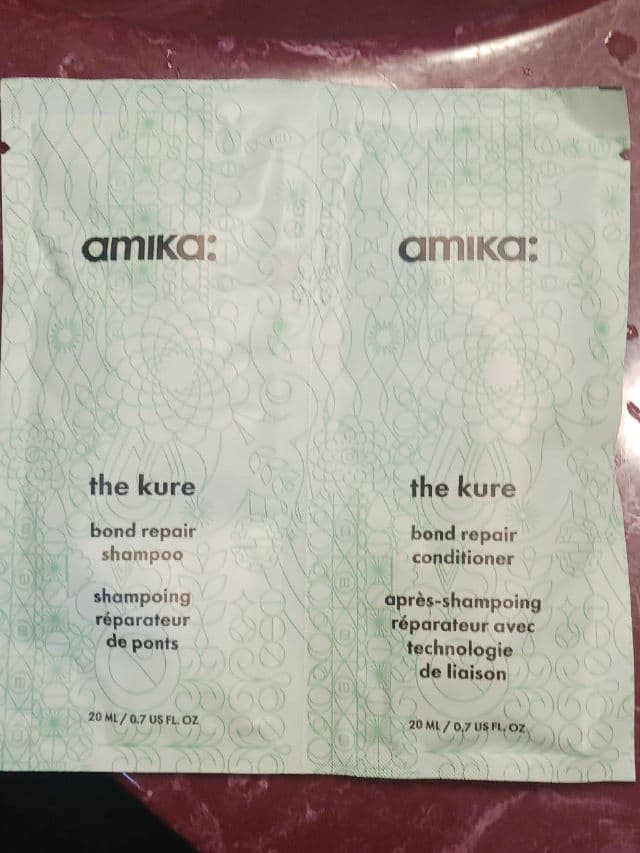 amika:
the kure
bond repair
shampoo
shampoing
réparateur
de ponts
20 ML / 0.7 US FL. OZ
amika:
the kure
bond repair
conditioner
après-shampoing
réparateur avec
technologie
de liaison
20 ML / 0,7 US FL. OZ